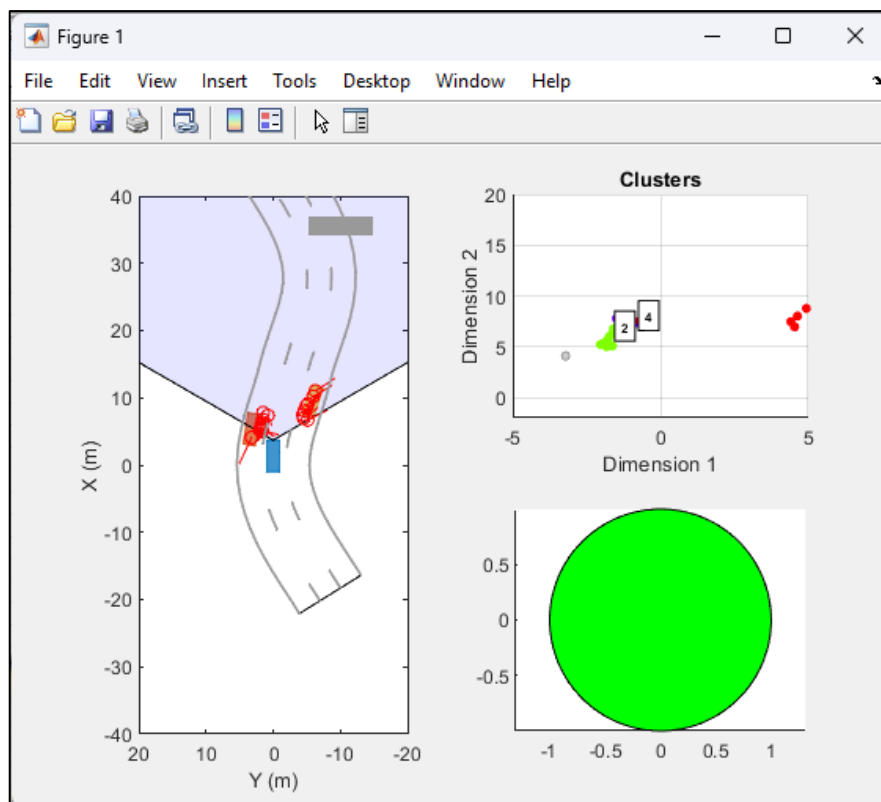 Figure 1
File Edit View Insert Tools Desktop Window Help
40
30
20
10
0
-10
-20
-30
-40
20 10 0 -10 -20
X (m)
Y (m)
Clusters
20
15
10
5
0
-5 0 5
Dimension 2
Dimension 1
2
4
0.5
0
-0.5
-1 -0.5 0 0.5 1